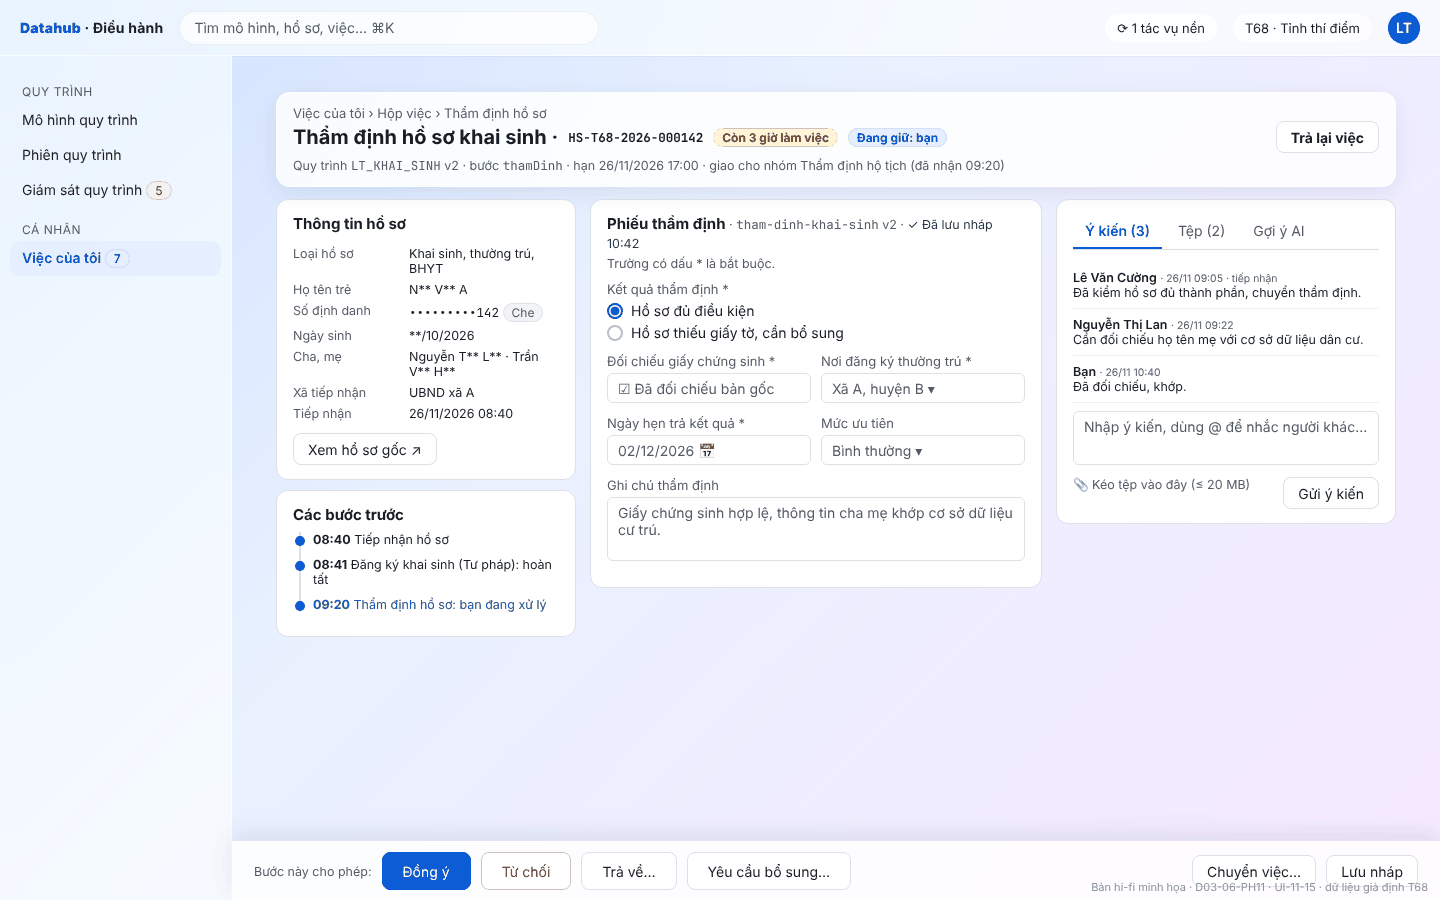 Datahub · Điều hành
Tìm mô hình, hồ sơ, việc... ⌘K
⟳ 1 tác vụ nền
T68 · Tỉnh thí điểm
LT
QUY TRÌNH
Mô hình quy trình
Phiên quy trình
Giám sát quy trình 5
CÁ NHÂN
Việc của tôi 7
Việc của tôi › Hộp việc › Thẩm định hồ sơ
Thẩm định hồ sơ khai sinh · HS-T68-2026-000142 Còn 3 giờ làm việc Đang giữ: bạn
Quy trình LT_KHAI_SINH v2 · bước thamDinh · hạn 26/11/2026 17:00 · giao cho nhóm Thẩm định hộ tịch (đã nhận 09:20)
Trả lại việc
Thông tin hồ sơ
Loại hồ sơ Khai sinh, thường trú, BHYT
Họ tên trẻ N** V** A
Số định danh •••••••••142 Che
Ngày sinh **/10/2026
Cha, mẹ Nguyễn T** L** · Trần V** H**
Xã tiếp nhận UBND xã A
Tiếp nhận 26/11/2026 08:40
Xem hồ sơ gốc ↗
Các bước trước
08:40 Tiếp nhận hồ sơ
08:41 Đăng ký khai sinh (Tư pháp): hoàn
tất
09:20 Thẩm định hồ sơ: bạn đang xử lý
Phiếu thẩm định · tham-dinh-khai-sinh v2 · ✓ Đã lưu nháp
10:42
Trường có dấu * là bắt buộc.
Kết quả thẩm định *
Hồ sơ đủ điều kiện
Hồ sơ thiếu giấy tờ, cần bổ sung
Đối chiếu giấy chứng sinh *
☑ Đã đối chiếu bản gốc
Nơi đăng ký thường trú *
Xã A, huyện B ▾
Ngày hẹn trả kết quả *
02/12/2026 📅
Mức ưu tiên
Bình thường ▾
Ghi chú thẩm định
Giấy chứng sinh hợp lệ, thông tin cha mẹ khớp cơ sở dữ liệu
cư trú.
Ý kiến (3)
Tệp (2)
Gợi ý AI
Lê Văn Cường · 26/11 09:05 · tiếp nhận
Đã kiểm hồ sơ đủ thành phần, chuyển thẩm định.
Nguyễn Thị Lan · 26/11 09:22
Cần đối chiếu họ tên mẹ với cơ sở dữ liệu dân cư.
Bạn · 26/11 10:40
Đã đối chiếu, khớp.
Nhập ý kiến, dùng @ để nhắc người khác...
📎 Kéo tệp vào đây (≤ 20 MB)
Gửi ý kiến
Bước này cho phép:
Đồng ý
Từ chối
Trả về...
Yêu cầu bổ sung...
Chuyển việc...
Lưu nháp
Bản hi-fi minh họa · D03-06-PH11 · UI-11-15 · dữ liệu giả định T68